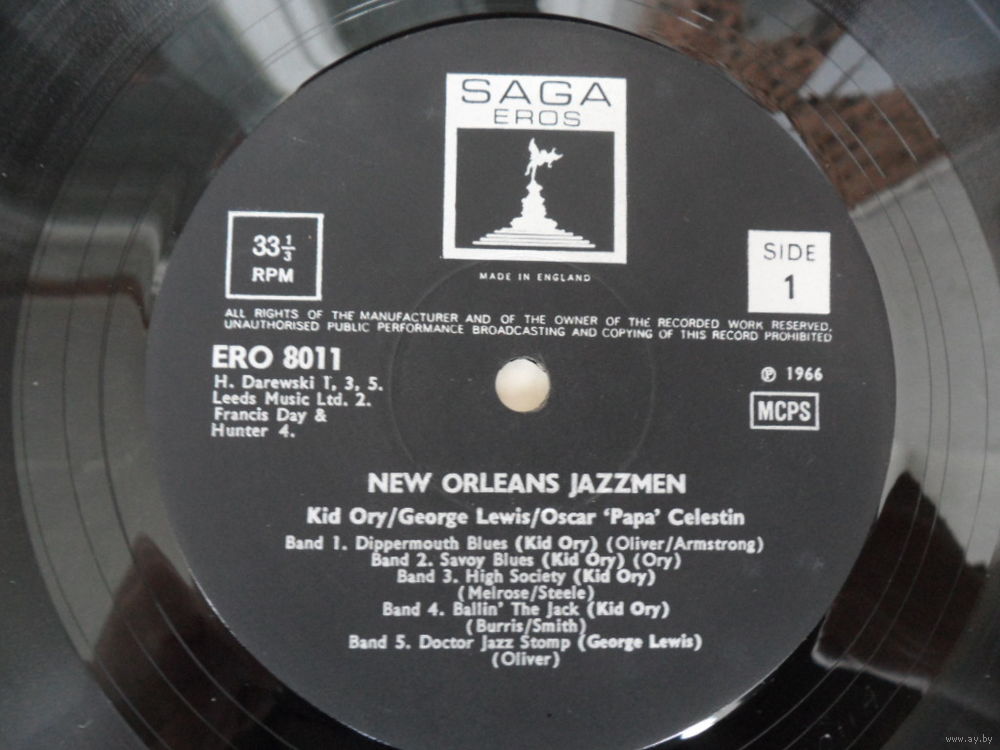 SAGA
EROS
33 1/3
RPM
MADE IN ENGLAND
SIDE
1
ALL RIGHTS OF THE MANUFACTURER AND OF THE OWNER OF THE RECORDED WORK RESERVED.
UNAUTHORISED PUBLIC PERFORMANCE BROADCASTING AND COPYING OF THIS RECORD PROHIBITED
ERO 8011
H. Darewski 1, 3, 5.
Leeds Music Ltd. 2.
Francis Day &
Hunter 4.
℗ 1966
MCPS
NEW ORLEANS JAZZMEN
Kid Ory/George Lewis/Oscar ‘Papa’ Celestin
Band 1. Dippermouth Blues (Kid Ory) (Oliver/Armstrong)
Band 2. Savoy Blues (Kid Ory) (Ory)
Band 3. High Society (Kid Ory)
(Melrose/Steele)
Band 4. Ballin’ The Jack (Kid Ory)
(Burris/Smith)
Band 5. Doctor Jazz Stomp (George Lewis)
(Oliver)
www.ay.by